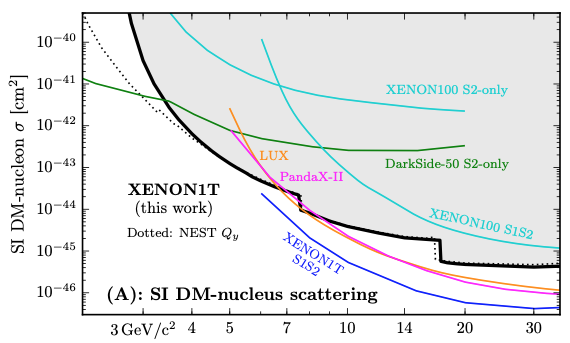 SI DM-nucleon σ [cm²]
10⁻⁴⁰
10⁻⁴¹
10⁻⁴²
10⁻⁴³
10⁻⁴⁴
10⁻⁴⁵
10⁻⁴⁶
XENON100 S2-only
LUX
DarkSide-50 S2-only
PandaX-II
XENON1T
(this work)
Dotted: NEST Q_y
XENON100 S1S2
XENON1T
S1S2
(A): SI DM-nucleus scattering
3 GeV/c² 4 5 7 10 14 20 30